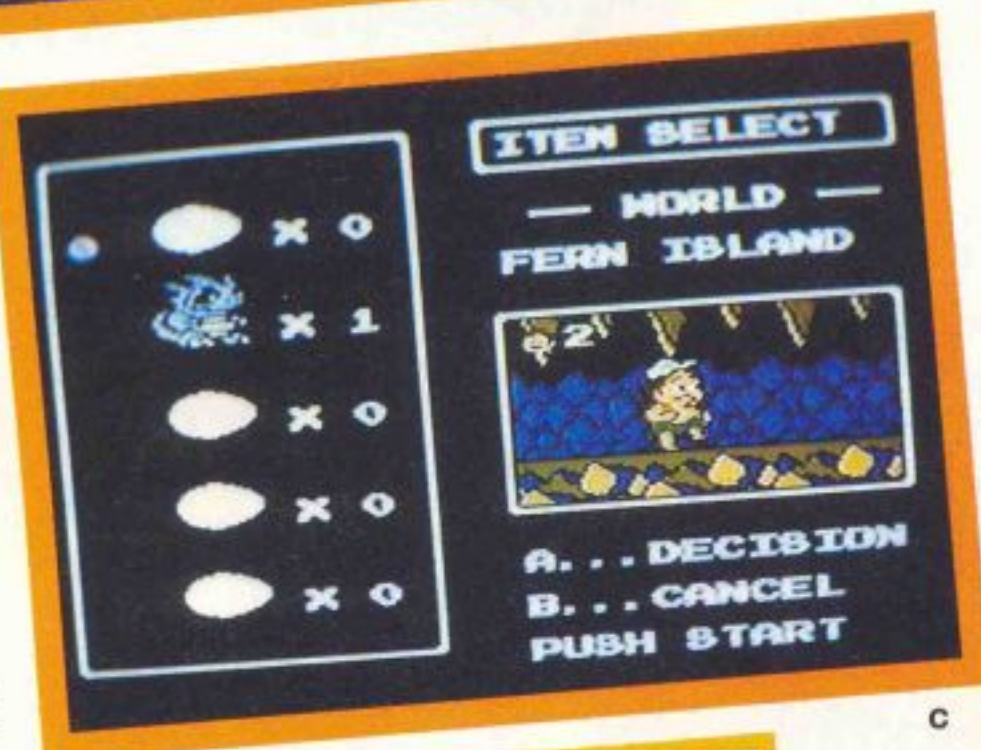 × 0
× 1
× 0
× 0
× 0
ITEM SELECT
— WORLD —
FERN ISLAND
2
A...DECISION
B...CANCEL
PUSH START
C